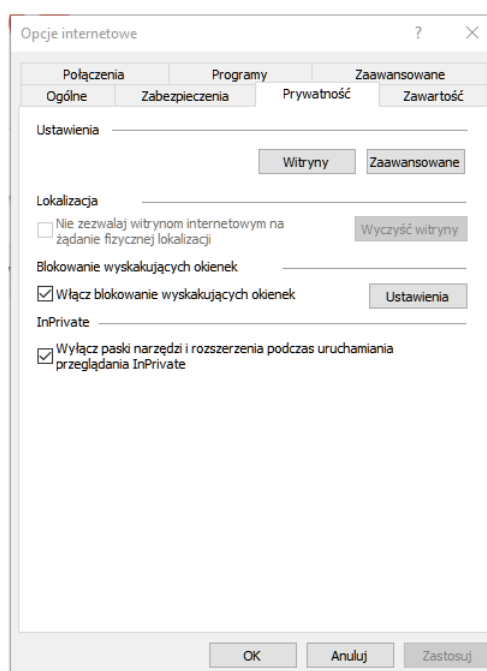 Opcje internetowe ? ×
Połączenia Programy Zaawansowane
Ogólne Zabezpieczenia Prywatność Zawartość
Ustawienia
Witryny Zaawansowane
Lokalizacja
Nie zezwalaj witrynom internetowym na
żądanie fizycznej lokalizacji
Wyczyść witryny
Blokowanie wyskakujących okienek
Włącz blokowanie wyskakujących okienek Ustawienia
InPrivate
Wyłącz paski narzędzi i rozszerzenia podczas uruchamiania
przeglądania InPrivate
OK Anuluj Zastosuj